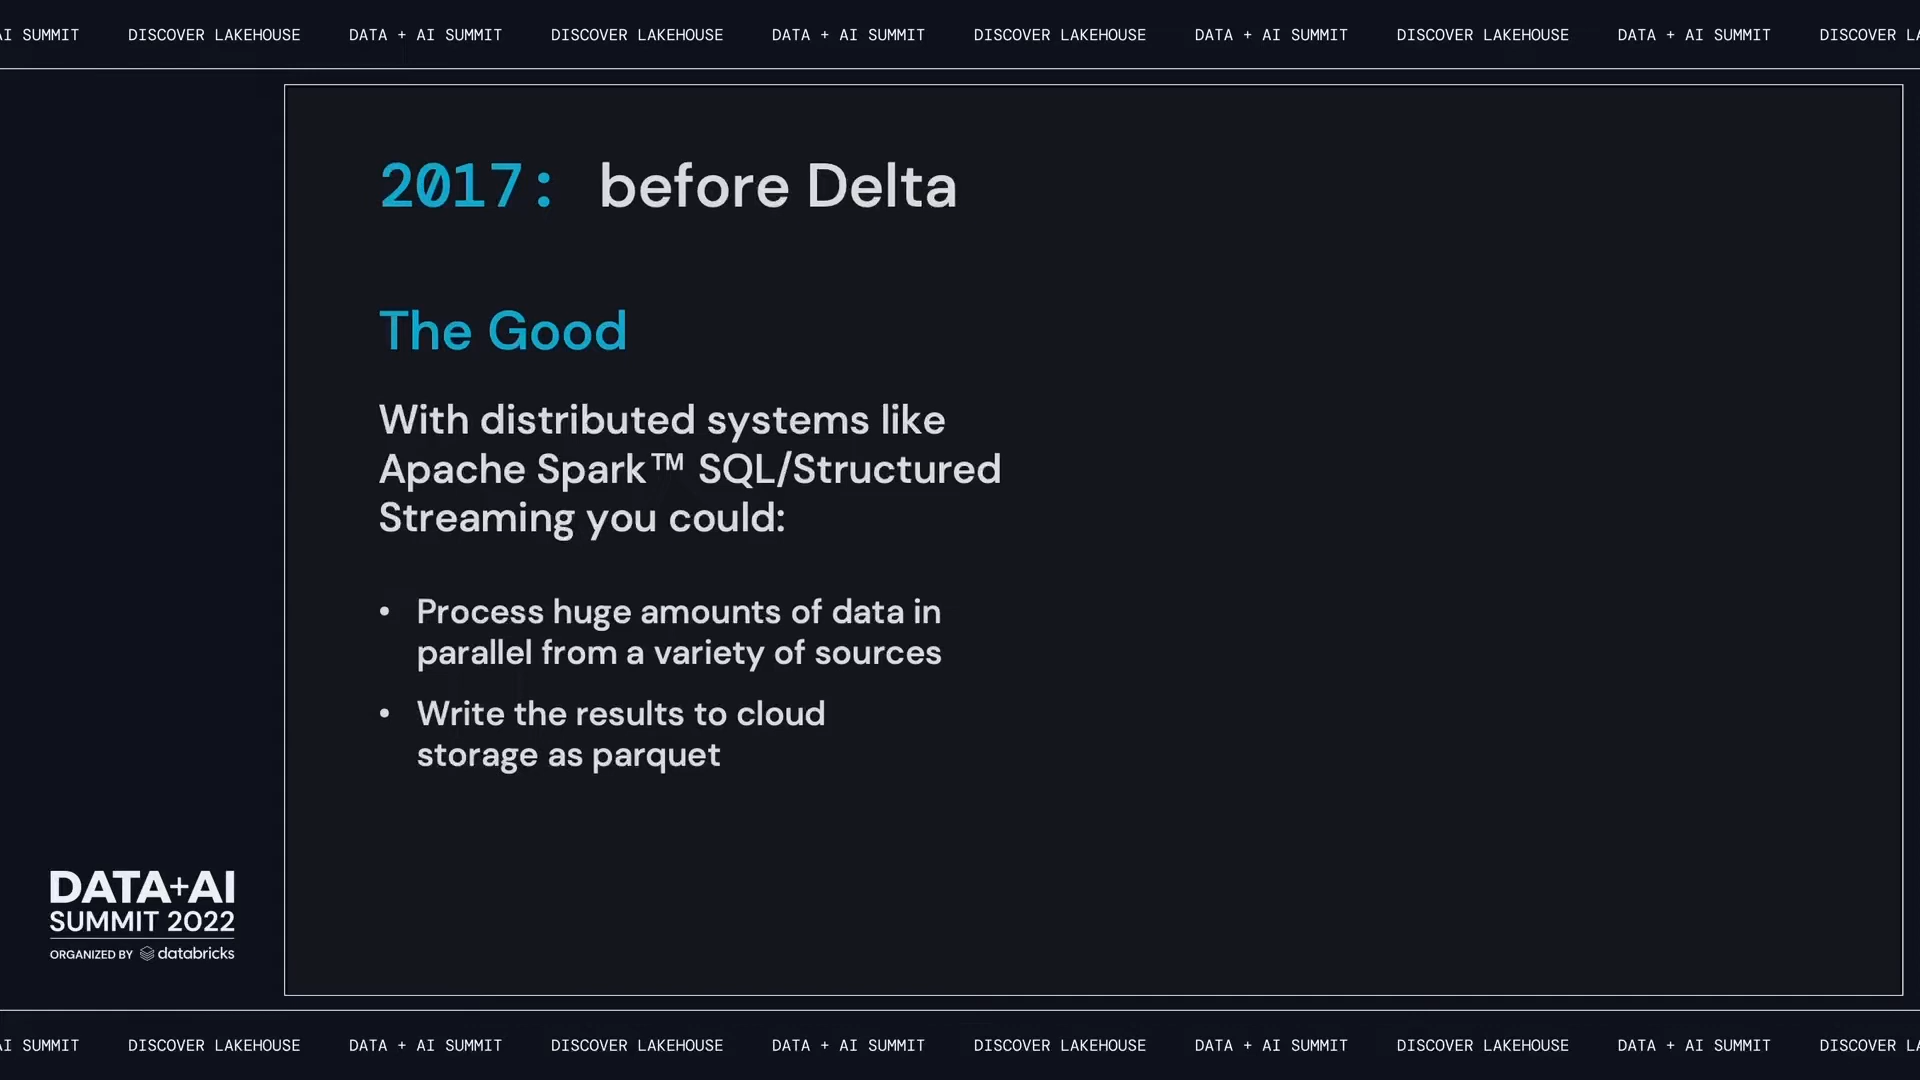 AI SUMMIT DISCOVER LAKEHOUSE DATA + AI SUMMIT DISCOVER LAKEHOUSE DATA + AI SUMMIT DISCOVER LAKEHOUSE DATA + AI SUMMIT DISCOVER LAKEHOUSE DATA + AI SUMMIT DISCOVER LA
2017: before Delta
The Good
With distributed systems like
Apache Spark™ SQL/Structured
Streaming you could:
• Process huge amounts of data in
parallel from a variety of sources
• Write the results to cloud
storage as parquet
DATA+AI
SUMMIT 2022
ORGANIZED BY databricks
AI SUMMIT DISCOVER LAKEHOUSE DATA + AI SUMMIT DISCOVER LAKEHOUSE DATA + AI SUMMIT DISCOVER LAKEHOUSE DATA + AI SUMMIT DISCOVER LAKEHOUSE DATA + AI SUMMIT DISCOVER LA